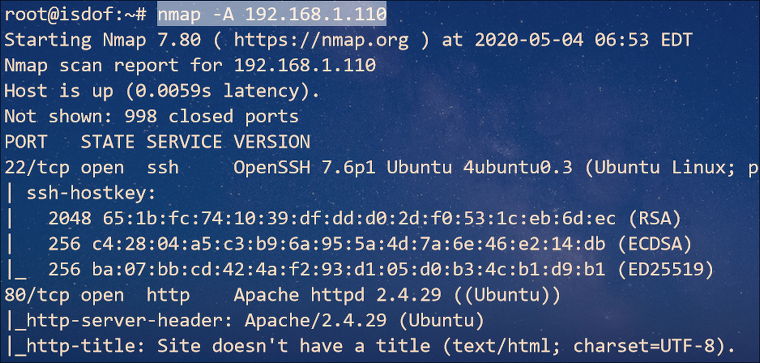 root@isdof:~# nmap -A 192.168.1.110
Starting Nmap 7.80 ( https://nmap.org ) at 2020-05-04 06:53 EDT
Nmap scan report for 192.168.1.110
Host is up (0.0059s latency).
Not shown: 998 closed ports
PORT   STATE SERVICE VERSION
22/tcp open  ssh     OpenSSH 7.6p1 Ubuntu 4ubuntu0.3 (Ubuntu Linux; p
| ssh-hostkey:
|   2048 65:1b:fc:74:10:39:df:dd:d0:2d:f0:53:1c:eb:6d:ec (RSA)
|   256 c4:28:04:a5:c3:b9:6a:95:5a:4d:7a:6e:46:e2:14:db (ECDSA)
|_  256 ba:07:bb:cd:42:4a:f2:93:d1:05:d0:b3:4c:b1:d9:b1 (ED25519)
80/tcp open  http    Apache httpd 2.4.29 ((Ubuntu))
|_http-server-header: Apache/2.4.29 (Ubuntu)
|_http-title: Site doesn't have a title (text/html; charset=UTF-8).